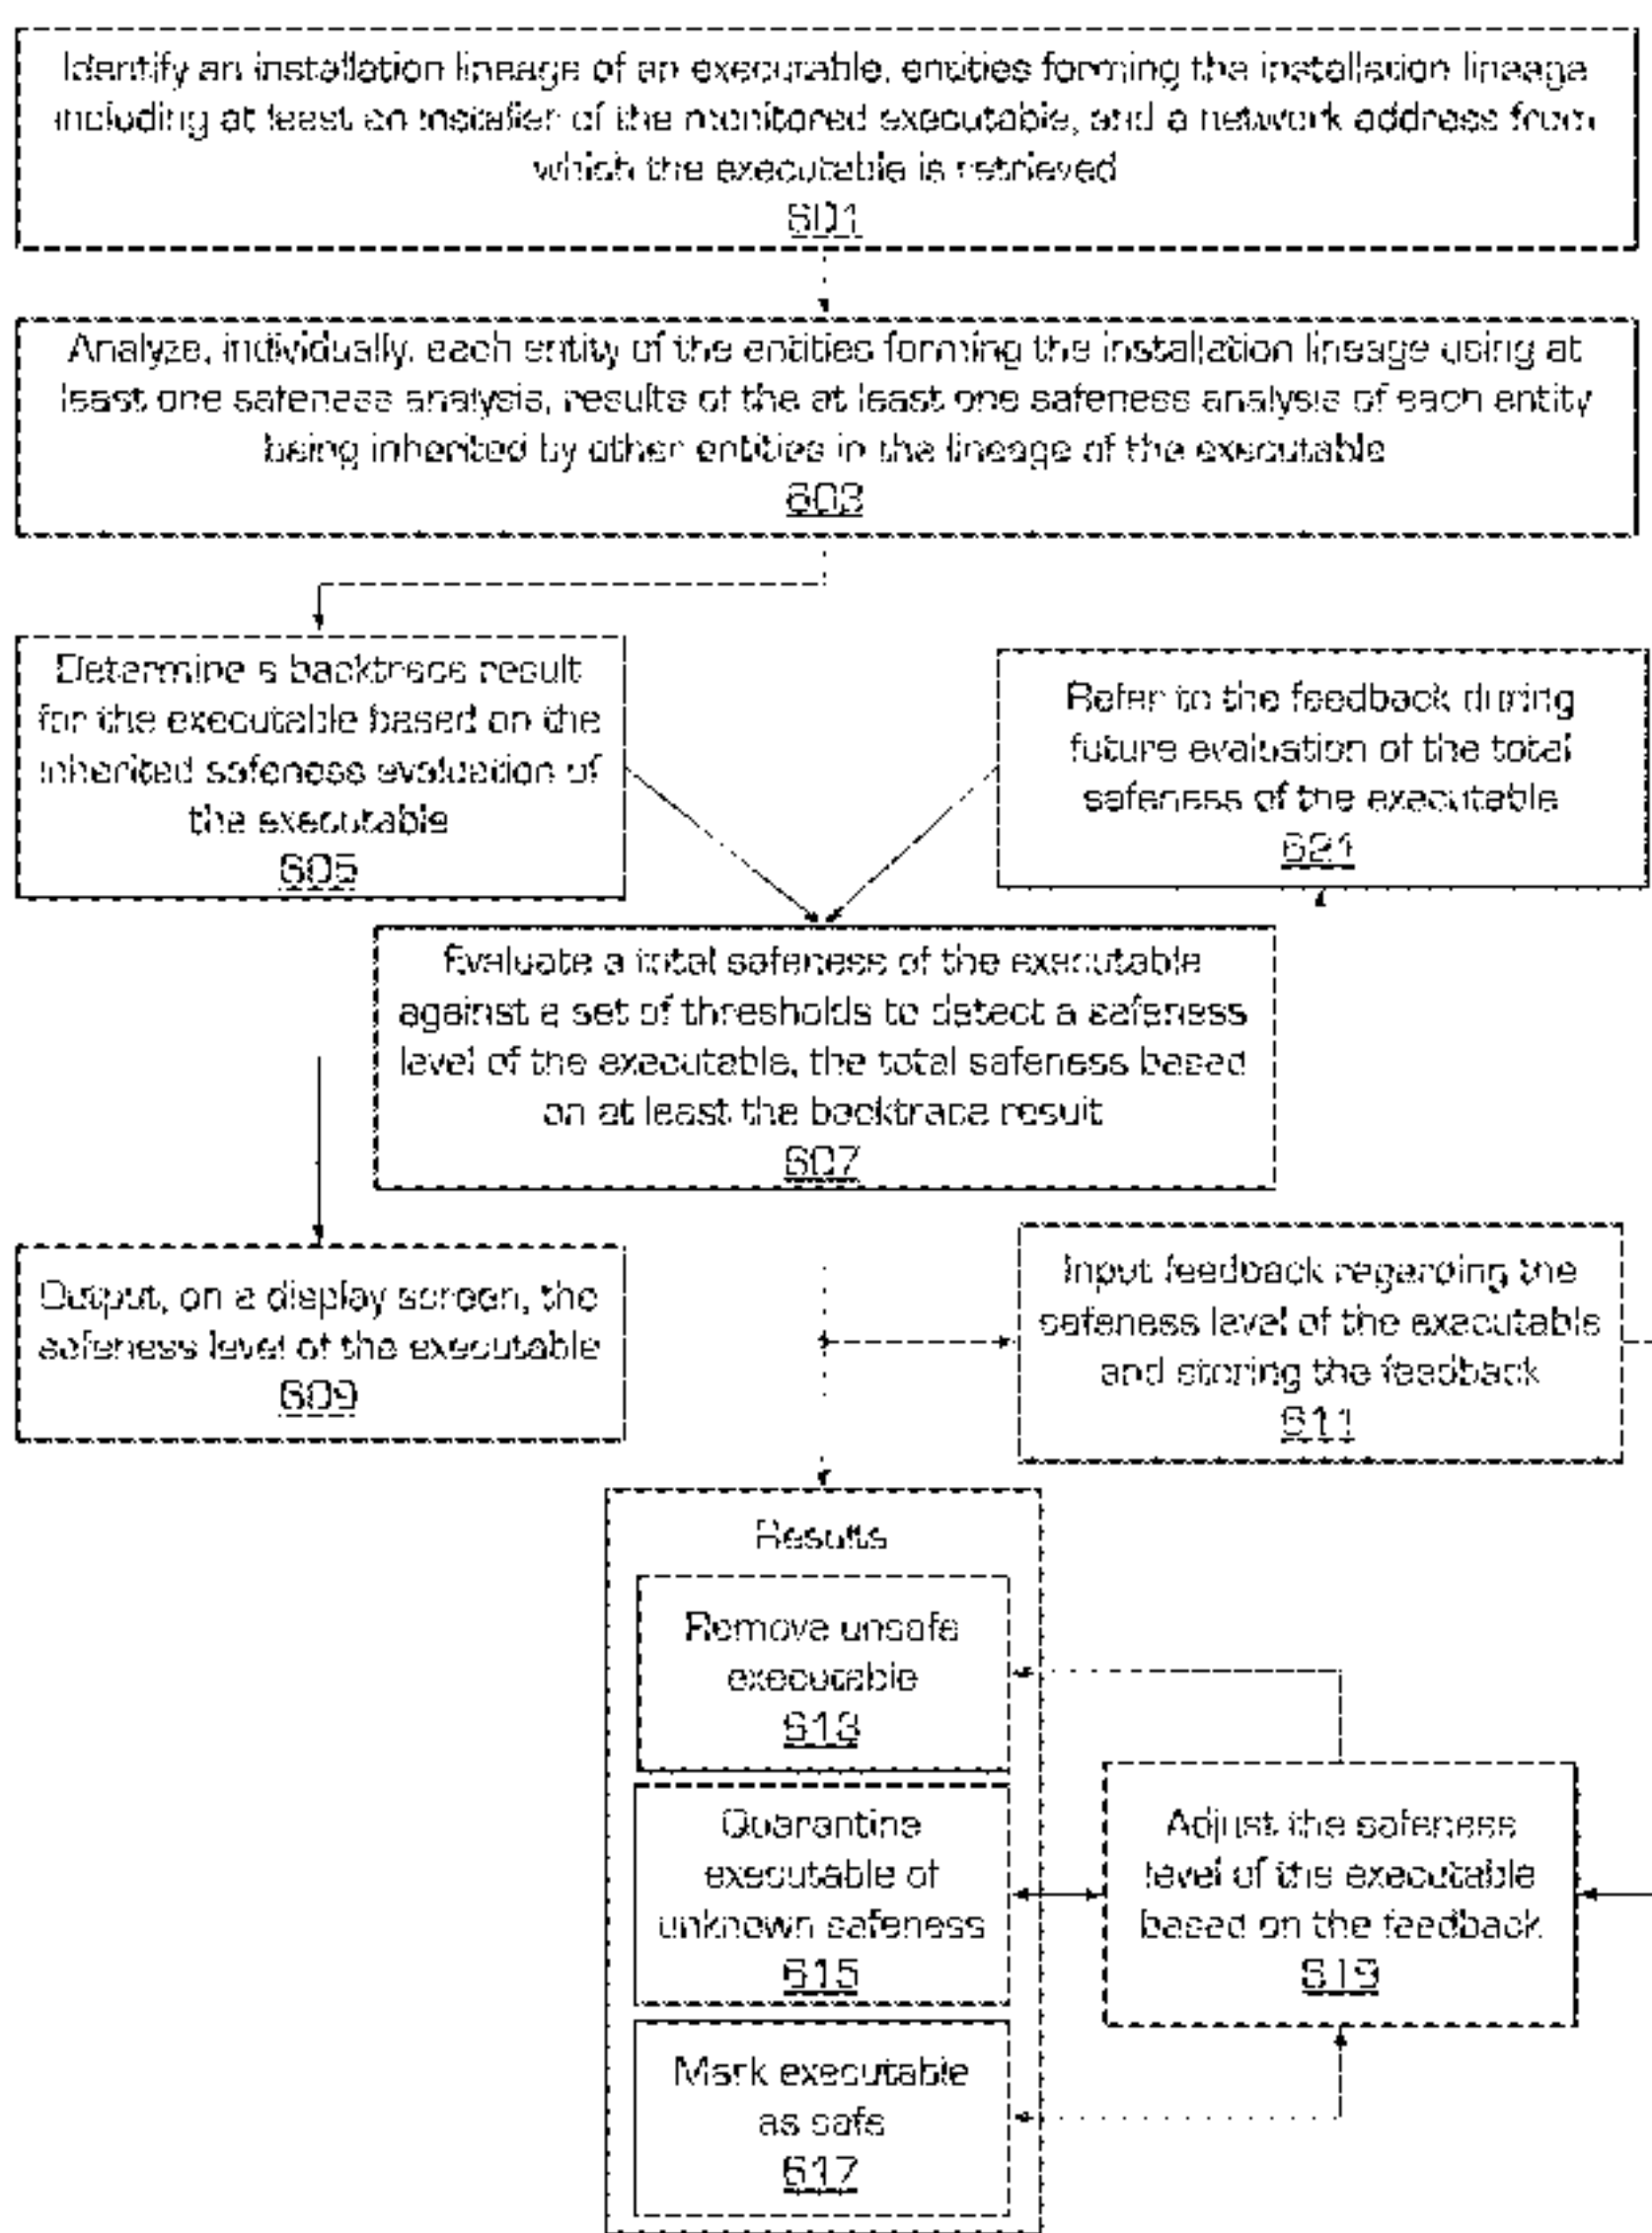 Identify an installation lineage of an executable, entities forming the installation lineage
including at least an installer of the monitored executable, and a network address from
which the executable is retrieved
601
Analyze, individually, each entity of the entities forming the installation lineage using at
least one safeness analysis, results of the at least one safeness analysis of each entity
being inherited by other entities in the lineage of the executable
603
Determine a backtrace result
for the executable based on the
inherited safeness evaluation of
the executable
605
Refer to the feedback during
future evaluation of the total
safeness of the executable
621
Evaluate a total safeness of the executable
against a set of thresholds to detect a safeness
level of the executable, the total safeness based
on at least the backtrace result
607
Output, on a display screen, the
safeness level of the executable
609
Input feedback regarding the
safeness level of the executable
and storing the feedback
611
Results
Remove unsafe
executable
613
Quarantine
executable of
unknown safeness
615
Adjust the safeness
level of the executable
based on the feedback
619
Mark executable
as safe
617